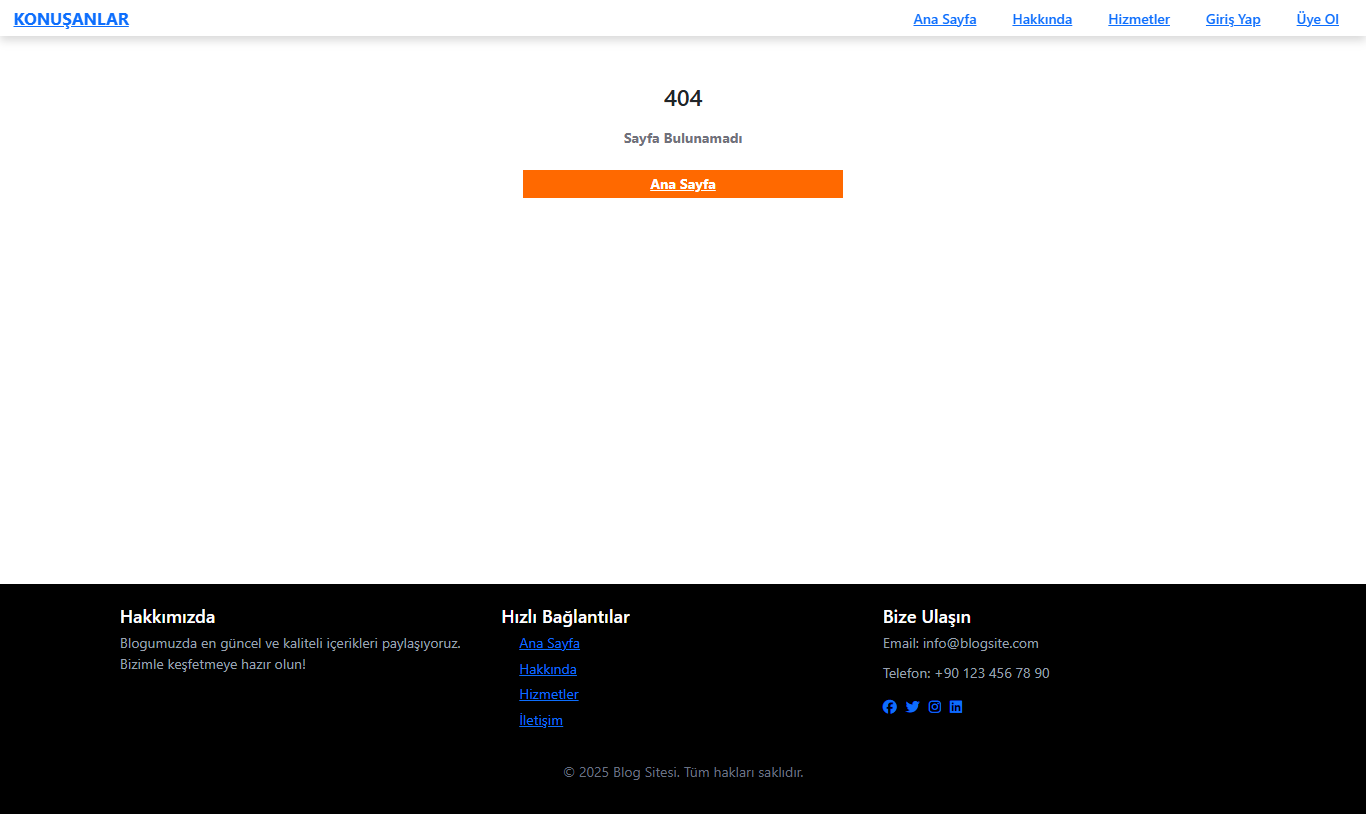 KONUŞANLAR
Ana Sayfa
Hakkında
Hizmetler
Giriş Yap
Üye Ol
404
Sayfa Bulunamadı
Ana Sayfa
Hakkımızda
Blogumuzda en güncel ve kaliteli içerikleri paylaşıyoruz.
Bizimle keşfetmeye hazır olun!
Hızlı Bağlantılar
Ana Sayfa
Hakkında
Hizmetler
İletişim
Bize Ulaşın
Email: info@blogsite.com
Telefon: +90 123 456 78 90
© 2025 Blog Sitesi. Tüm hakları saklıdır.